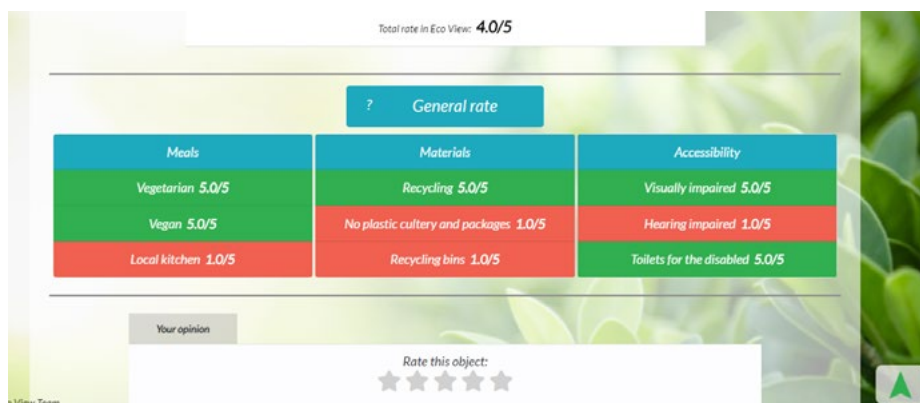 Total rate in Eco View: 4.0/5
? General rate
Meals
Materials
Accessibility
Vegetarian 5.0/5
Recycling 5.0/5
Visually impaired 5.0/5
Vegan 5.0/5
No plastic cultery and packages 1.0/5
Hearing impaired 1.0/5
Local kitchen 1.0/5
Recycling bins 1.0/5
Toilets for the disabled 5.0/5
Your opinion
Rate this object:
View Team